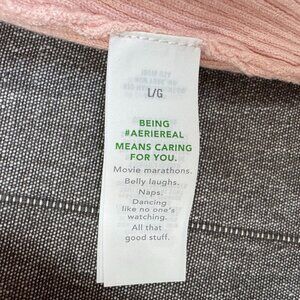 L/G
BEING
#AERIEREAL
MEANS CARING
FOR YOU.
Movie marathons.
Belly laughs.
Naps.
Dancing
like no one's
watching.
All that
good stuff.